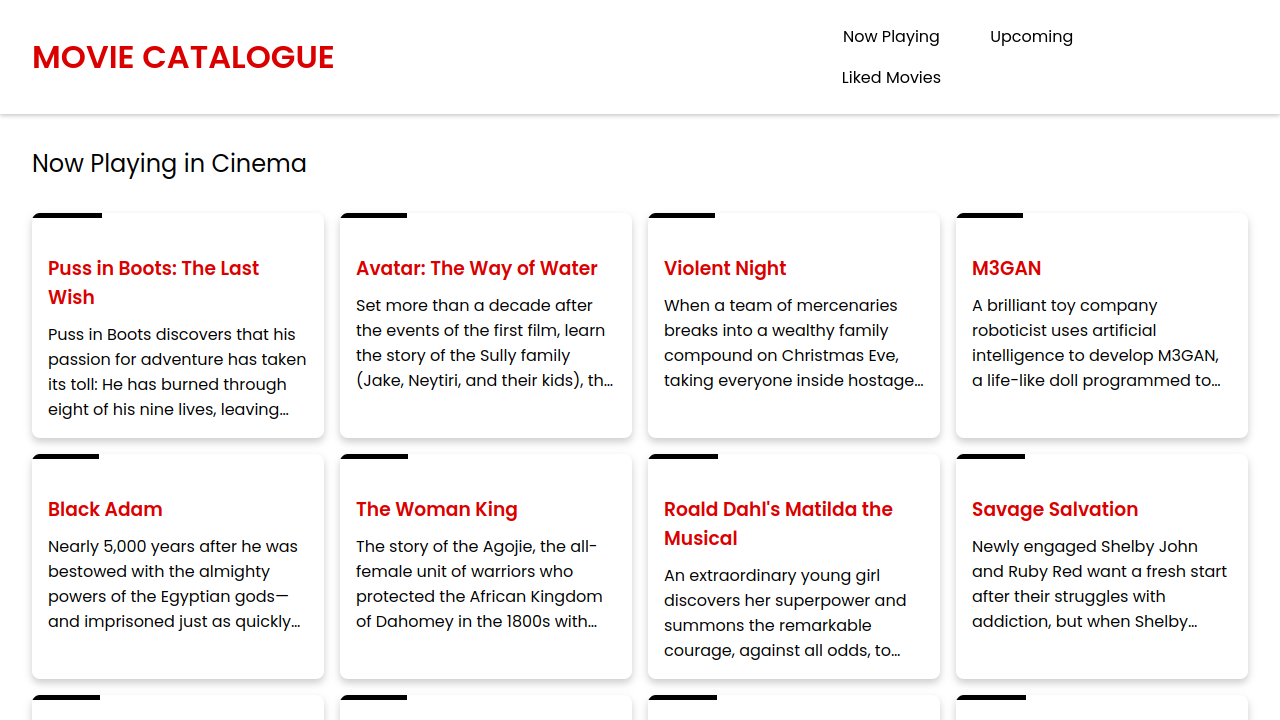 MOVIE CATALOGUE
Now Playing
Upcoming
Liked Movies
Now Playing in Cinema
Puss in Boots: The Last
Wish
Puss in Boots discovers that his
passion for adventure has taken
its toll: He has burned through
eight of his nine lives, leaving...
Avatar: The Way of Water
Set more than a decade after
the events of the first film, learn
the story of the Sully family
(Jake, Neytiri, and their kids), th...
Violent Night
When a team of mercenaries
breaks into a wealthy family
compound on Christmas Eve,
taking everyone inside hostage...
M3GAN
A brilliant toy company
roboticist uses artificial
intelligence to develop M3GAN,
a life-like doll programmed to...
Black Adam
Nearly 5,000 years after he was
bestowed with the almighty
powers of the Egyptian gods—
and imprisoned just as quickly...
The Woman King
The story of the Agojie, the all-
female unit of warriors who
protected the African Kingdom
of Dahomey in the 1800s with...
Roald Dahl's Matilda the
Musical
An extraordinary young girl
discovers her superpower and
summons the remarkable
courage, against all odds, to...
Savage Salvation
Newly engaged Shelby John
and Ruby Red want a fresh start
after their struggles with
addiction, but when Shelby...